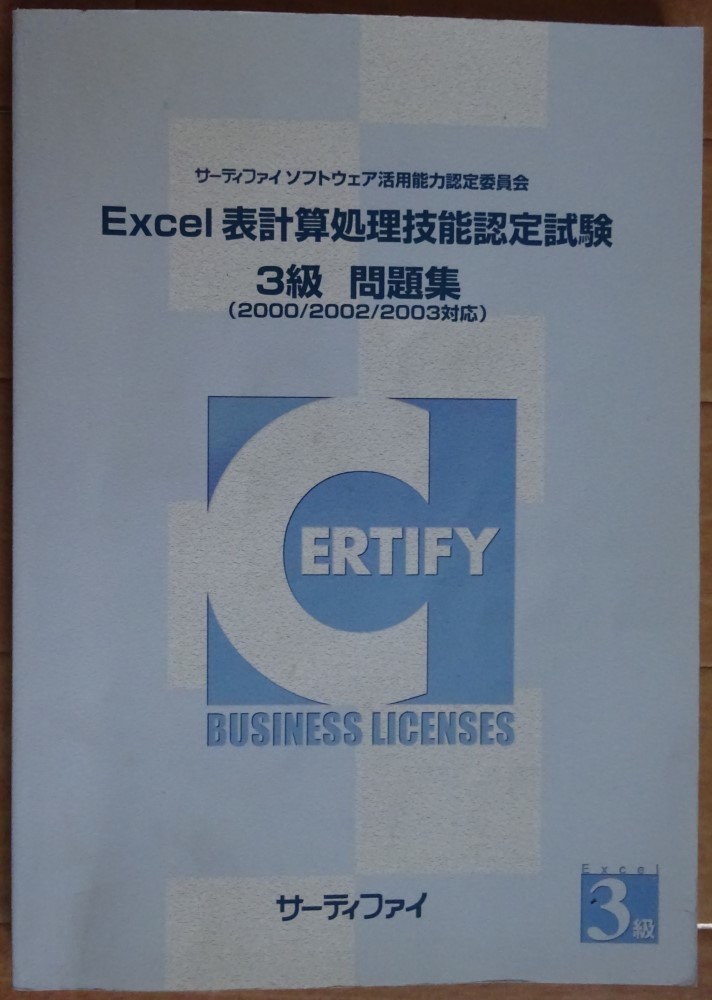 サーティファイ ソフトウェア活用能力認定委員会
Excel 表計算処理技能認定試験
3級 問題集
(2000/2002/2003対応)
CERTIFY
BUSINESS LICENSES
サーティファイ
Excel
3級